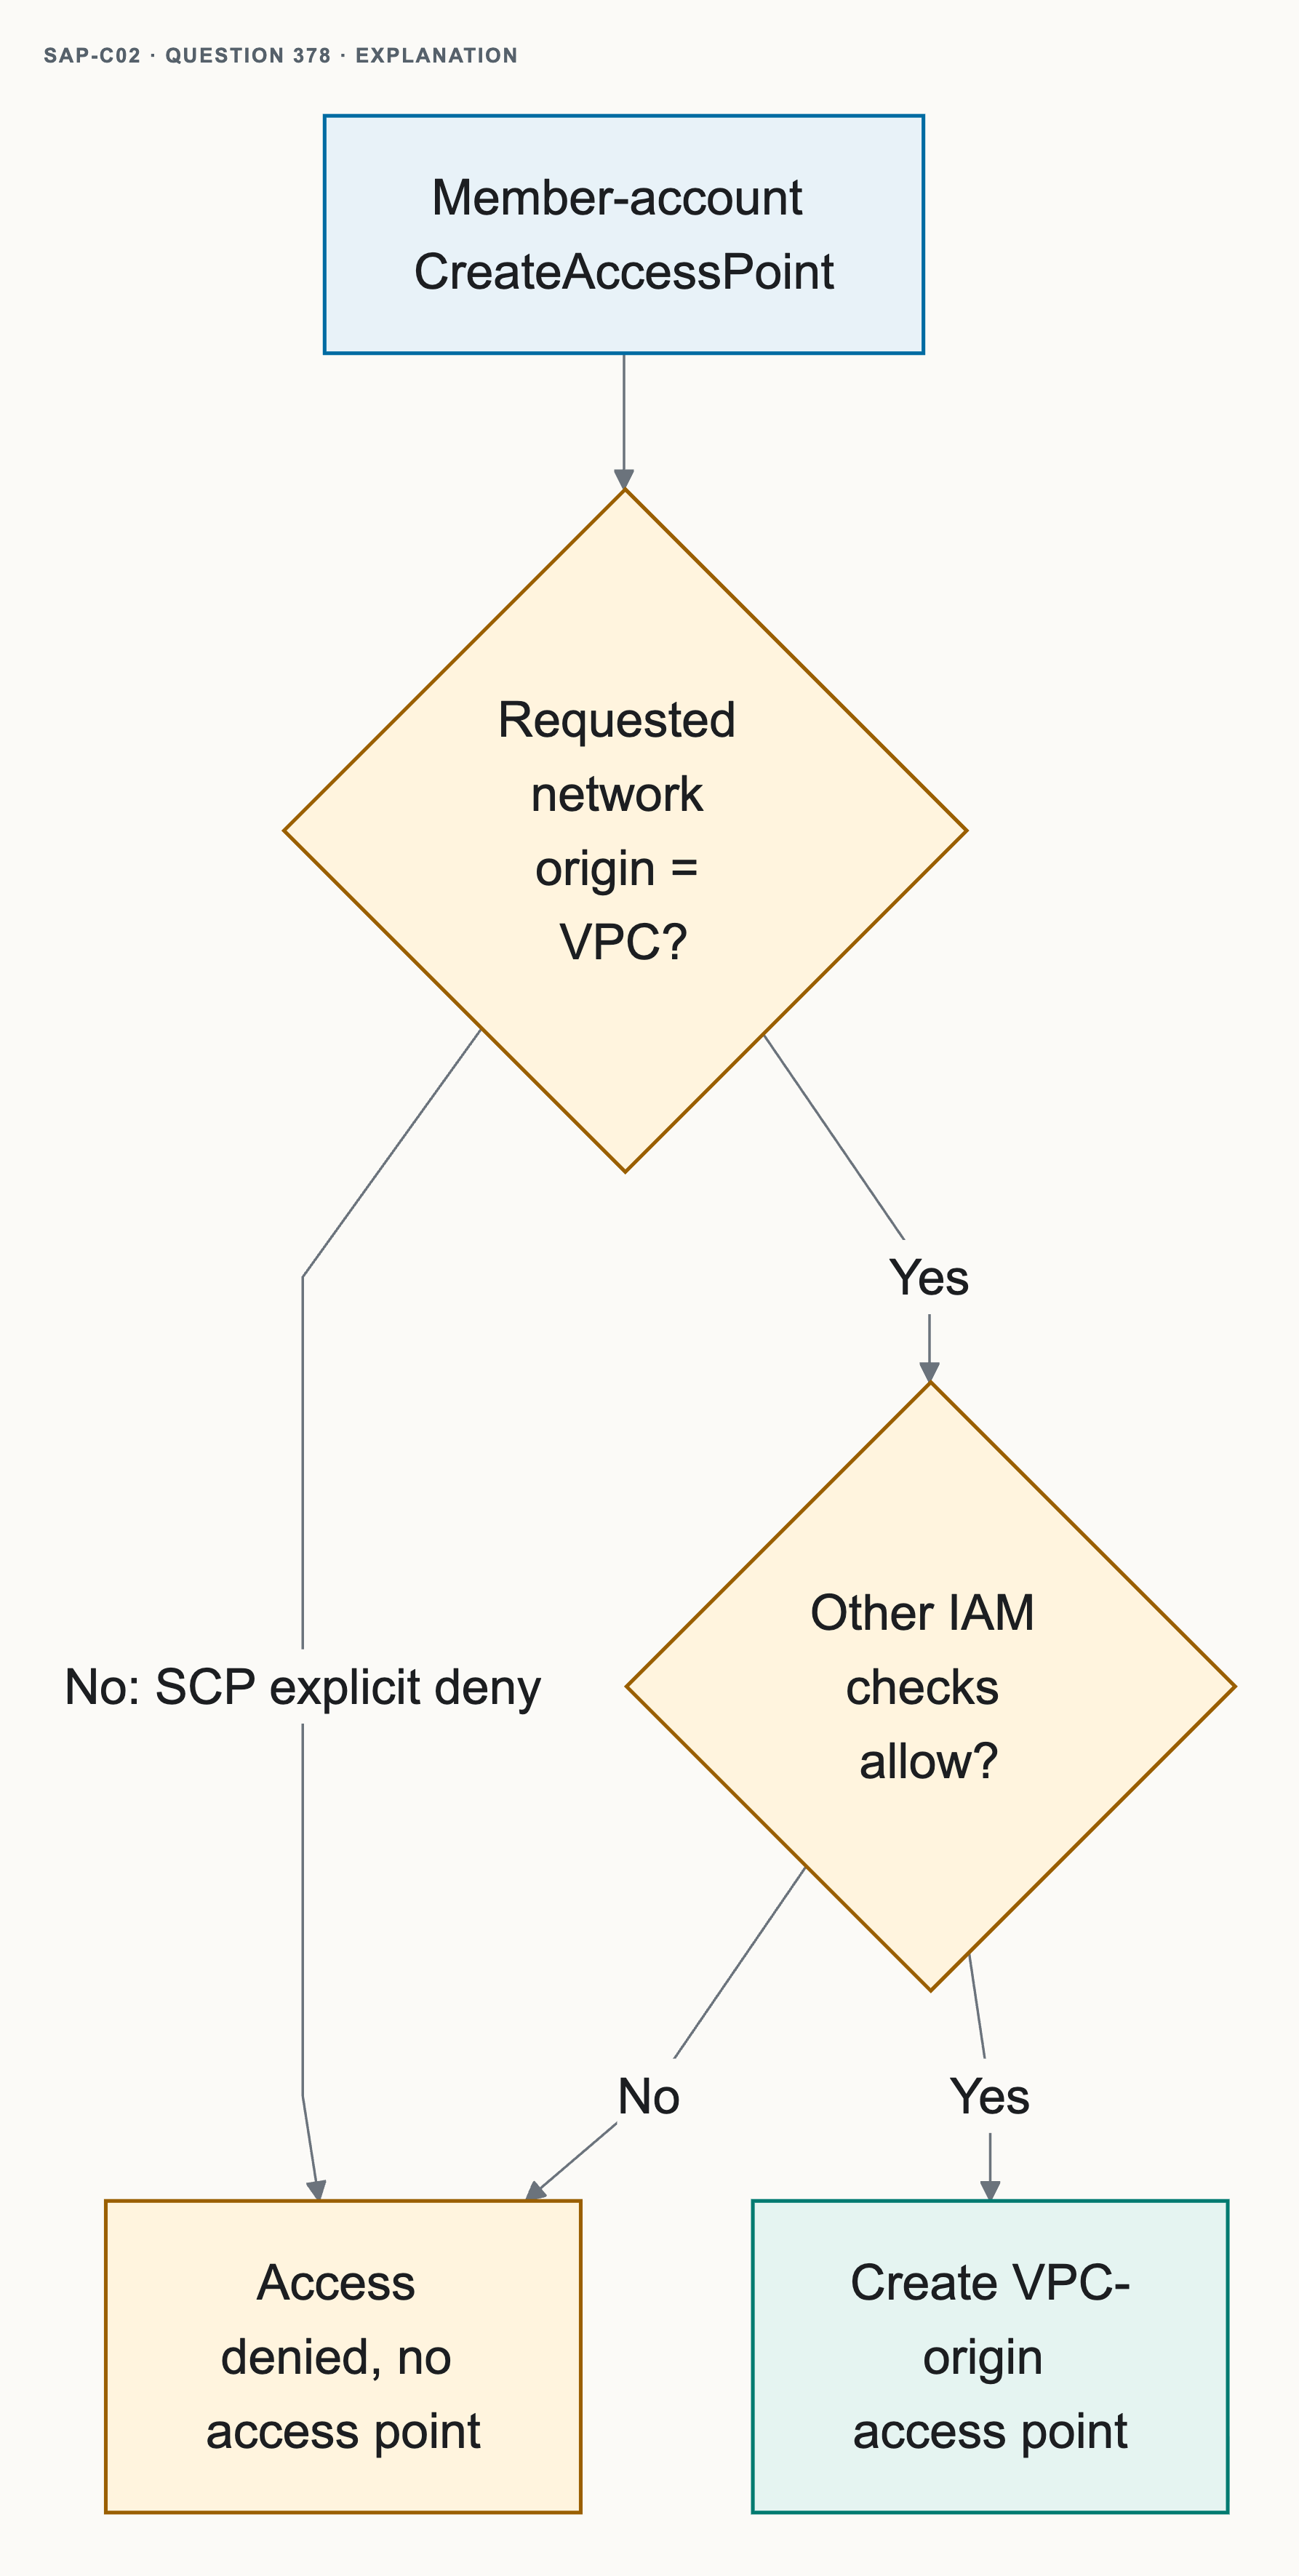 SAP-C02 · QUESTION 378 · EXPLANATION
Member-account
CreateAccessPoint
Requested
network
origin =
VPC?
Yes
Other IAM
checks
allow?
No: SCP explicit deny
No
Yes
Access
denied, no
access point
Create VPC-
origin
access point